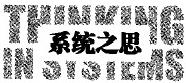 THINKING
系统之思
IN SYSTEMS